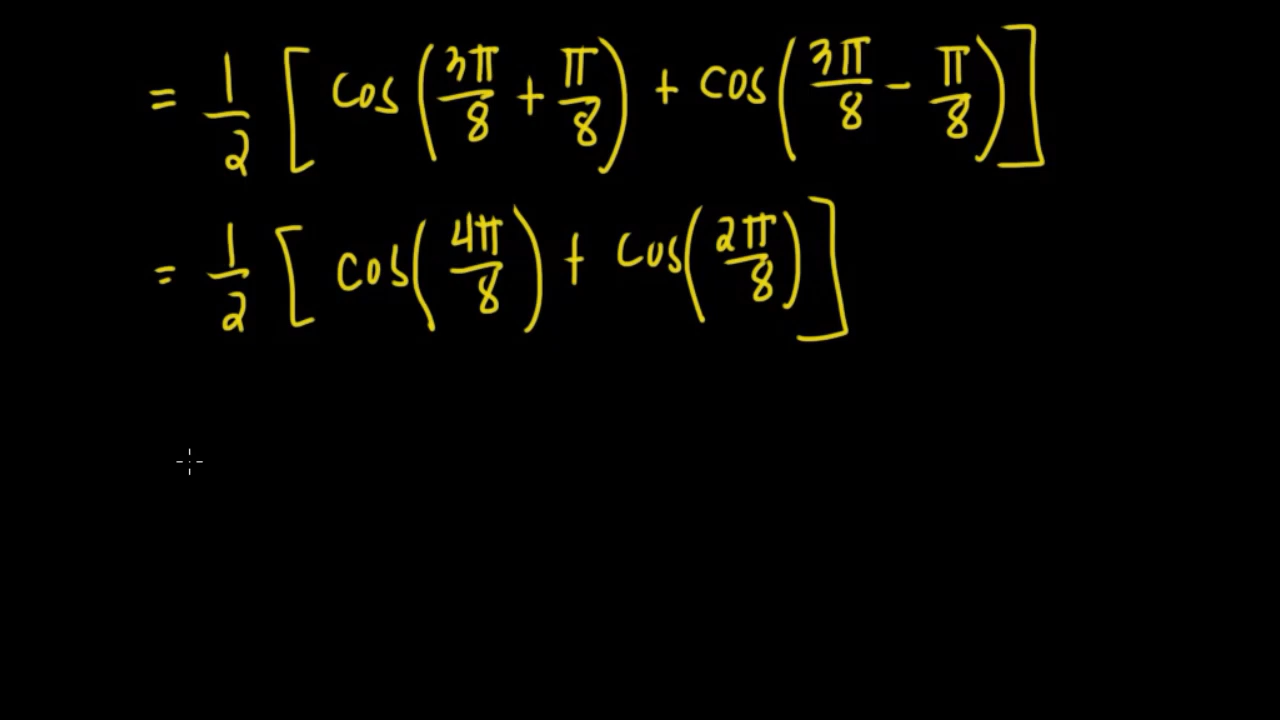 = 1/2 [ cos(3π/8 + π/8) + cos(3π/8 - π/8) ]
= 1/2 [ cos(4π/8) + cos(2π/8) ]